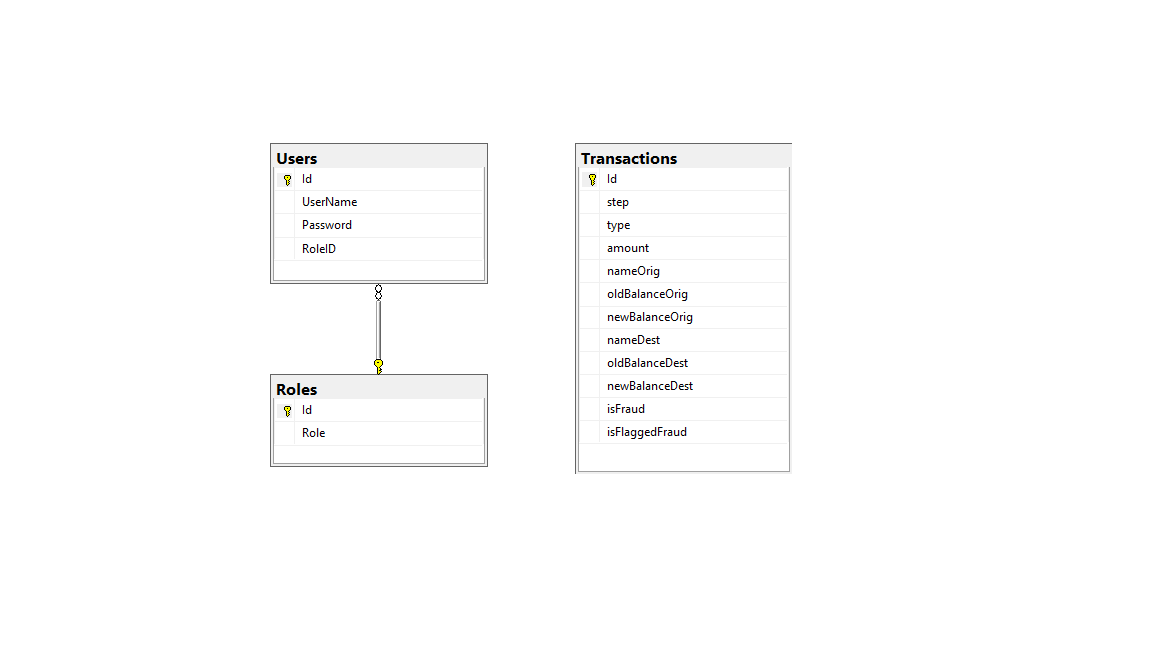 Users
Id
UserName
Password
RoleID
Roles
Id
Role
Transactions
Id
step
type
amount
nameOrig
oldBalanceOrig
newBalanceOrig
nameDest
oldBalanceDest
newBalanceDest
isFraud
isFlaggedFraud